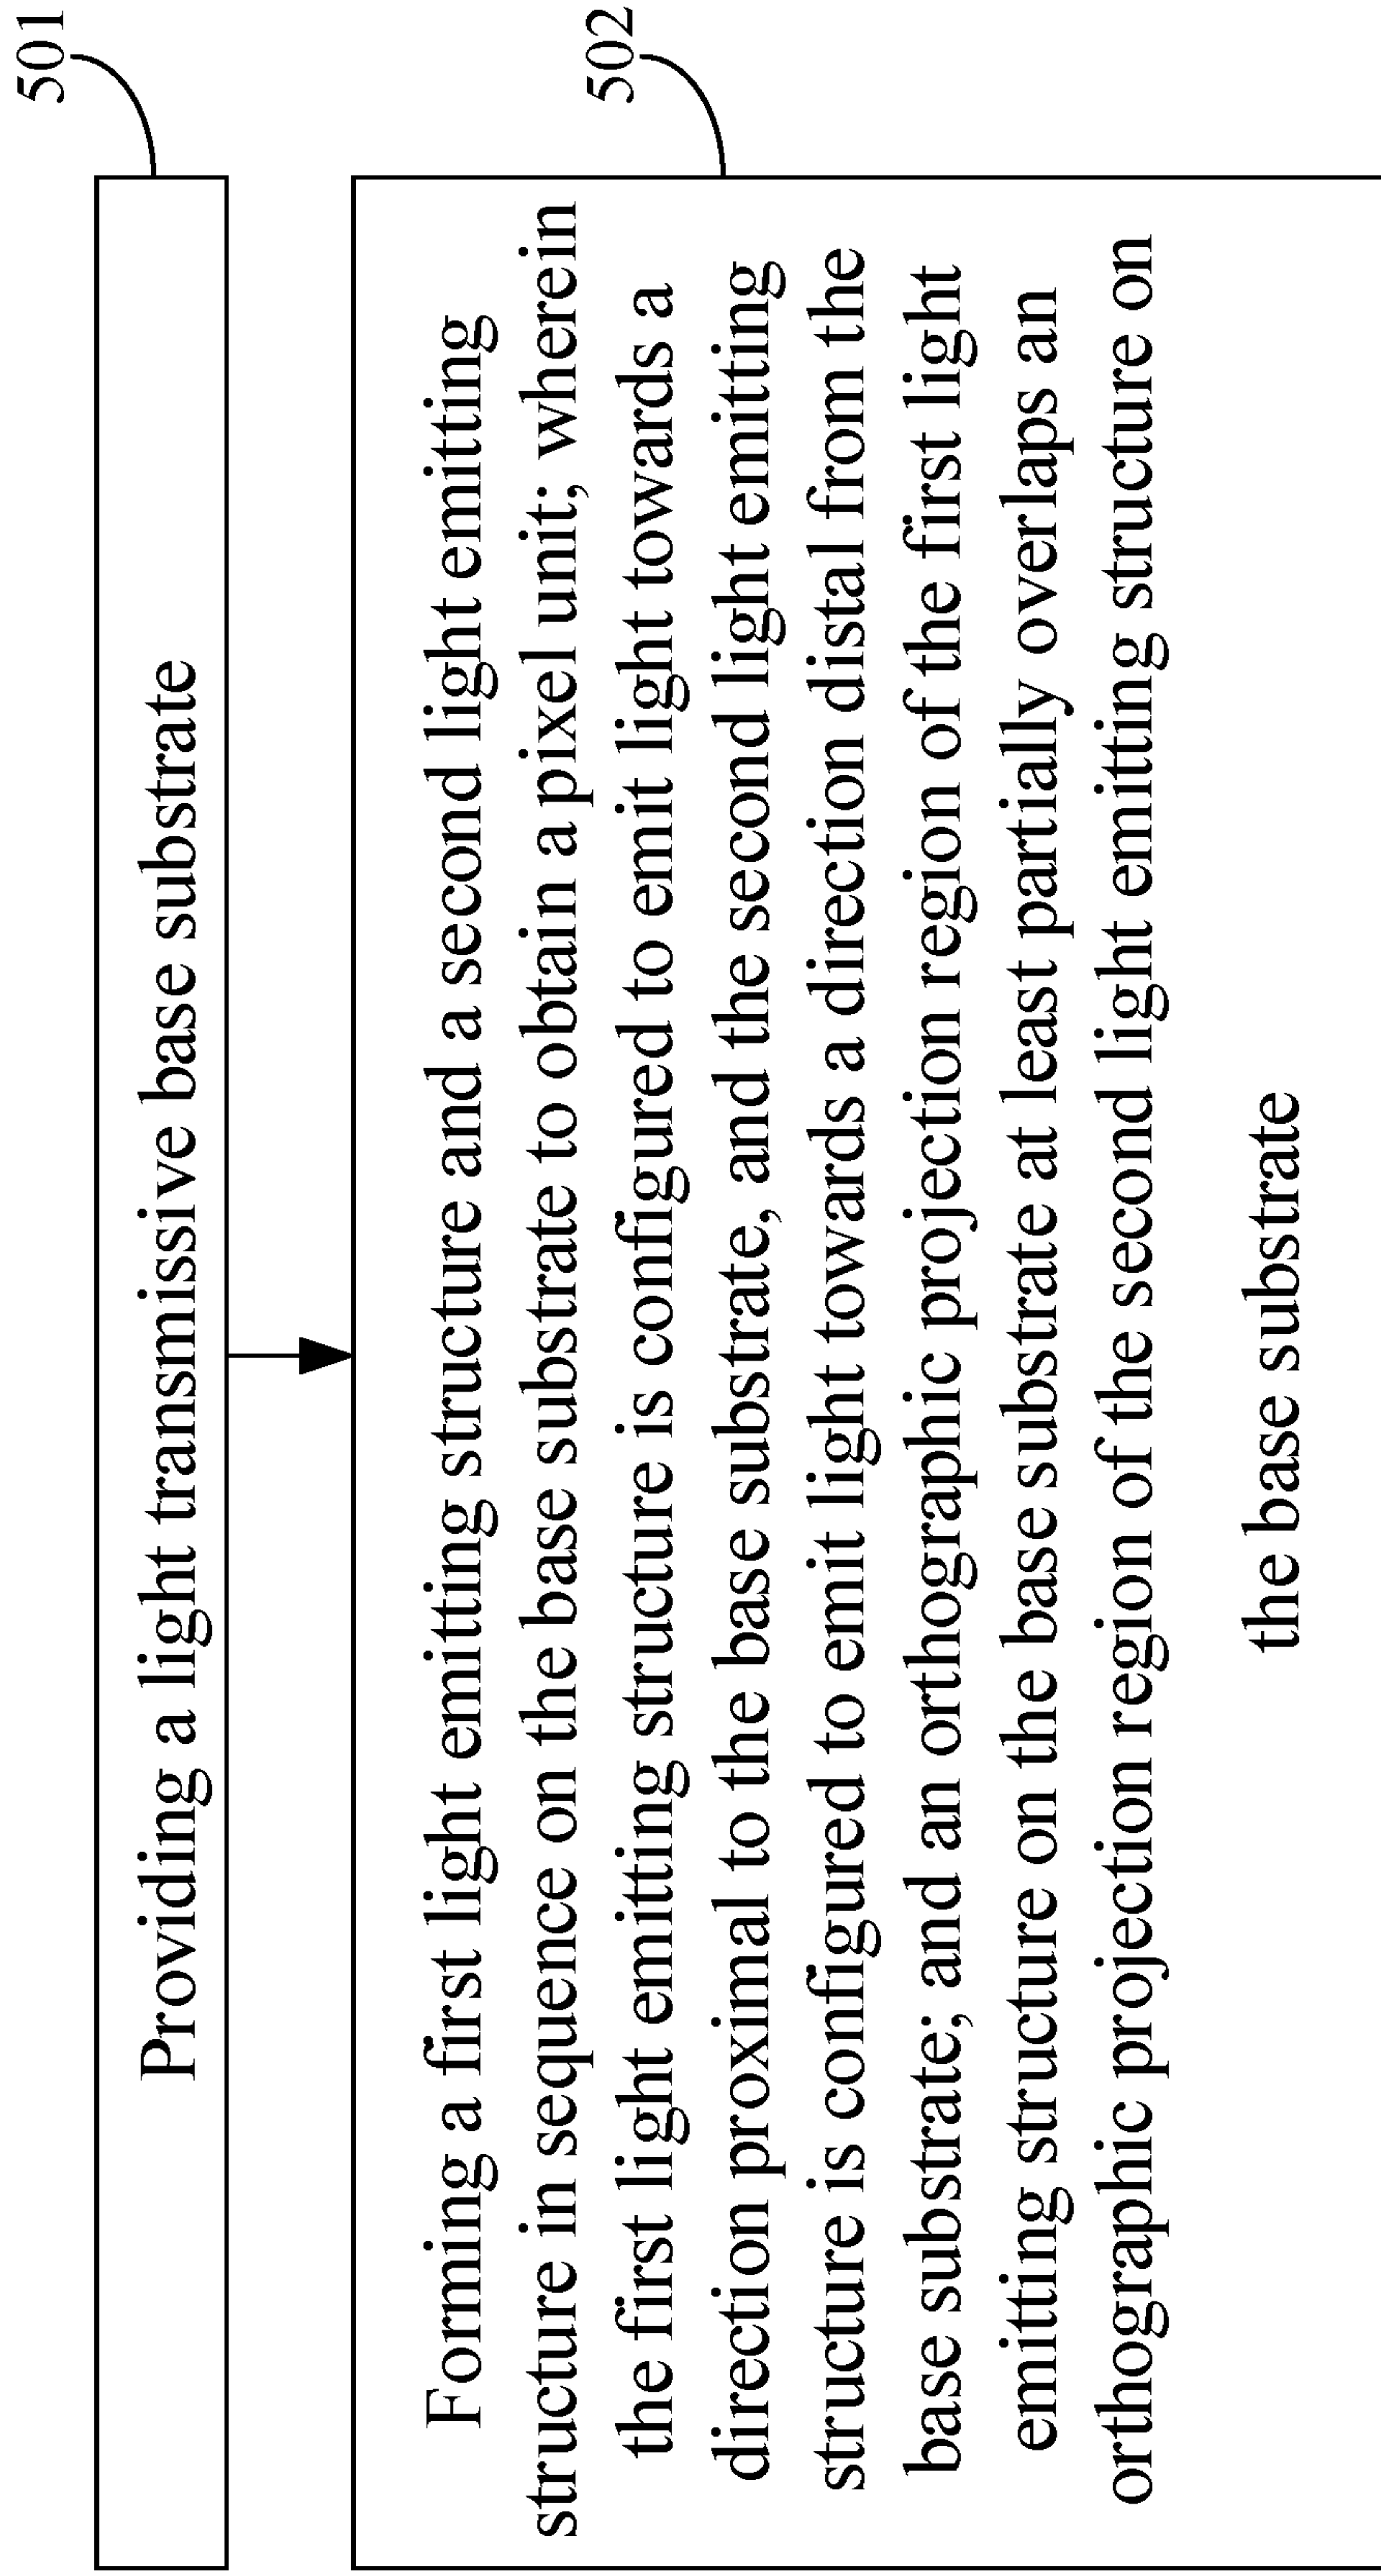 501
Providing a light transmissive base substrate
502
Forming a first light emitting structure and a second light emitting
structure in sequence on the base substrate to obtain a pixel unit; wherein
the first light emitting structure is configured to emit light towards a
direction proximal to the base substrate, and the second light emitting
structure is configured to emit light towards a direction distal from the
base substrate; and an orthographic projection region of the first light
emitting structure on the base substrate at least partially overlaps an
orthographic projection region of the second light emitting structure on
the base substrate